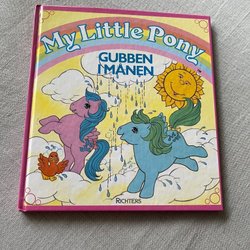 My Little Pony
GUBBEN
I MÅNEN
RICHTERS